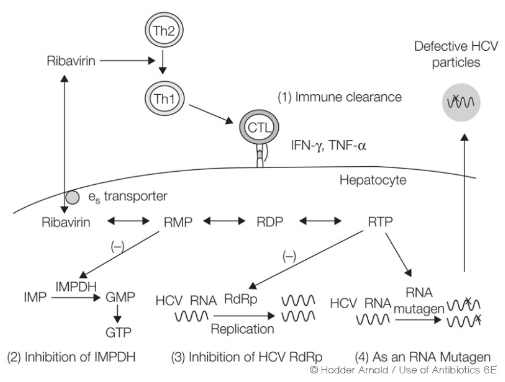 Th2
Ribavirin
Th1
(1) Immune clearance
CTL
IFN-γ, TNF-α
Defective HCV
particles
Hepatocyte
es transporter
Ribavirin
RMP
RDP
RTP
(–)
(–)
IMPDH
IMP
GMP
GTP
HCV RNA
RdRp
Replication
HCV RNA
RNA
mutagen
(2) Inhibition of IMPDH
(3) Inhibition of HCV RdRp
(4) As an RNA Mutagen
© Hodder Arnold / Use of Antibiotics 6E